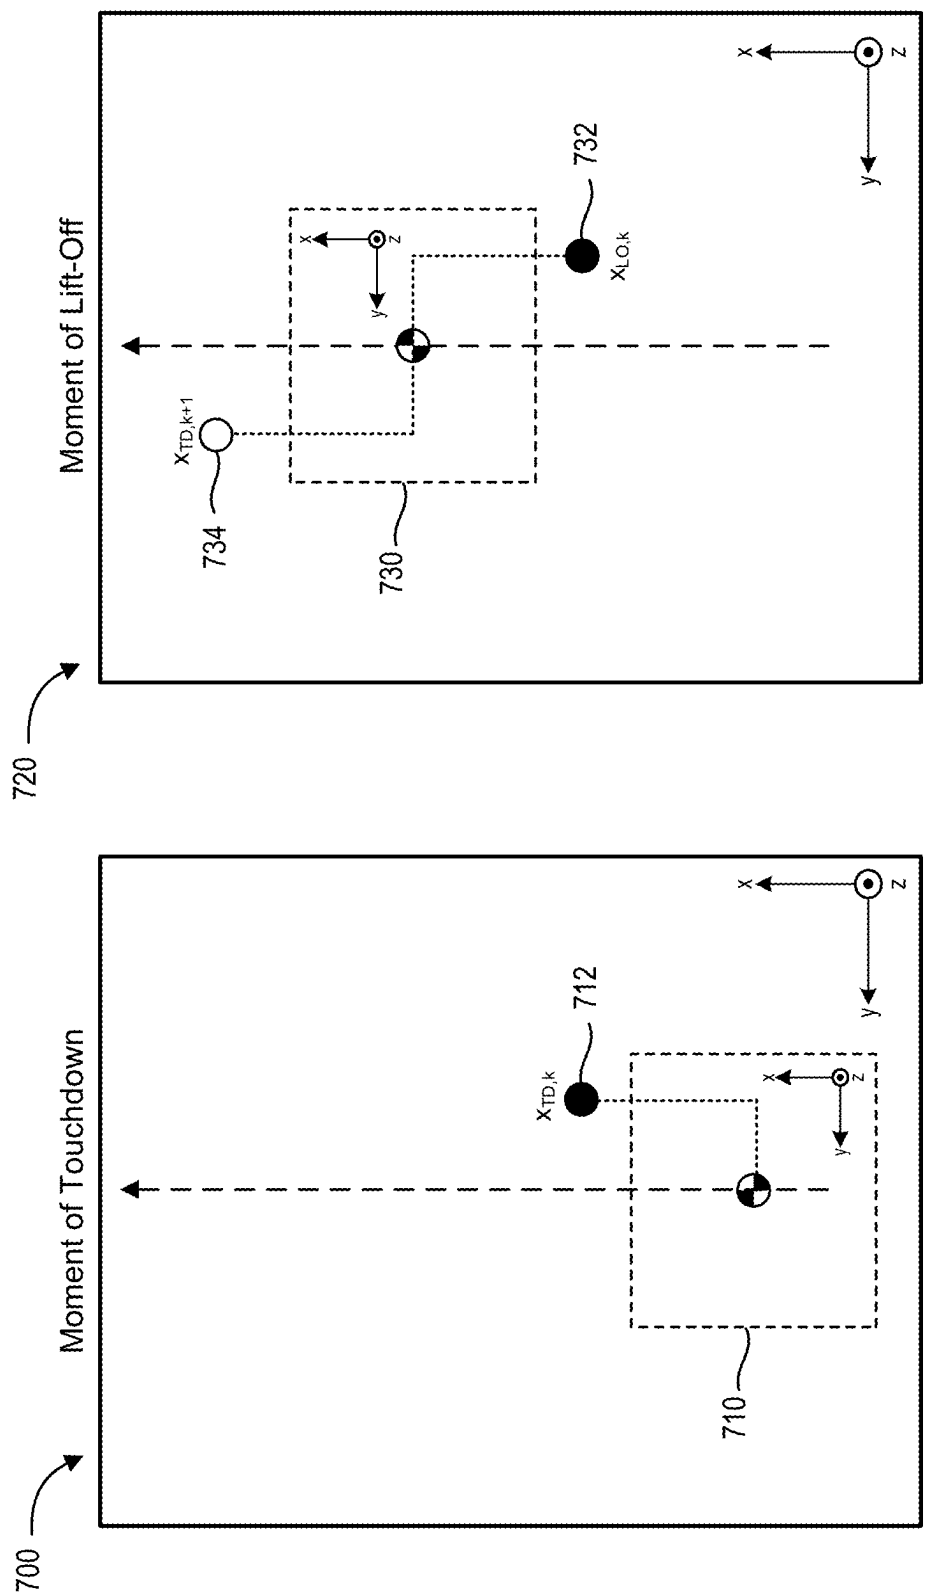 720
Moment of Lift-Off
x
y
z
732
X_LO,k
x
y
z
X_TD,k+1
734
730
700
Moment of Touchdown
x
y
z
712
X_TD,k
x
y
z
710